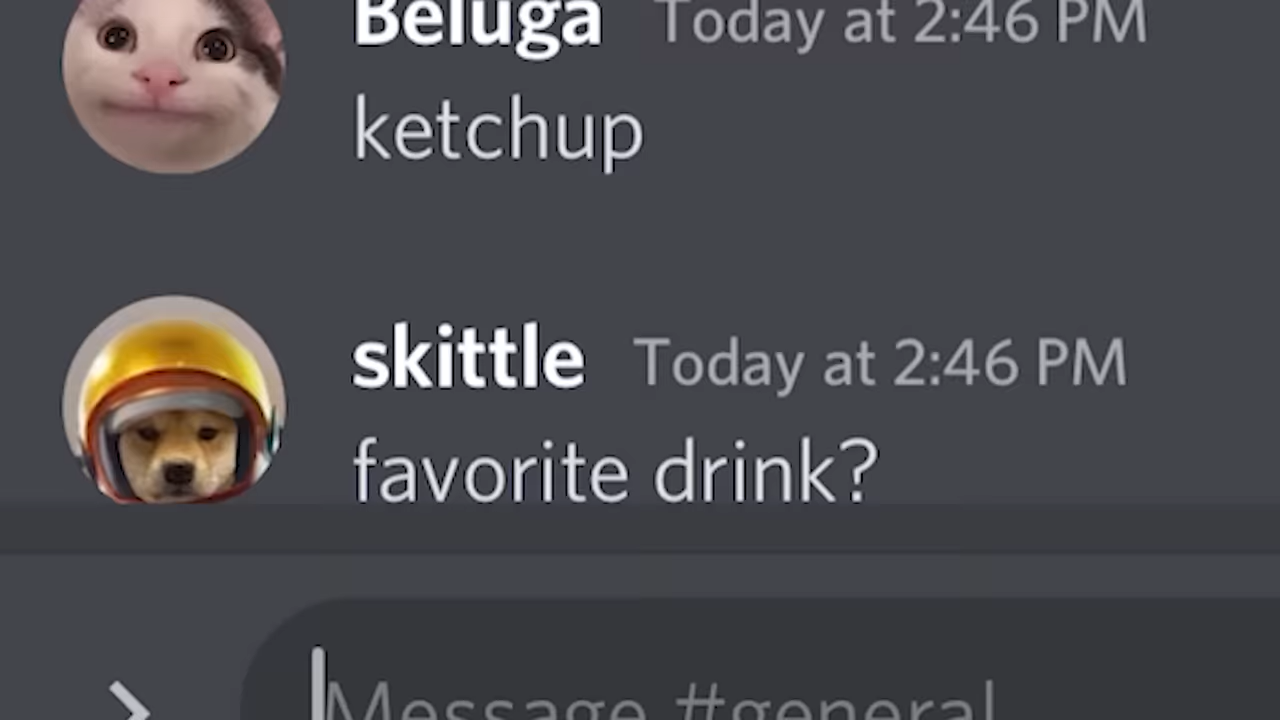 Beluga Today at 2:46 PM
ketchup
skittle Today at 2:46 PM
favorite drink?
Message #general